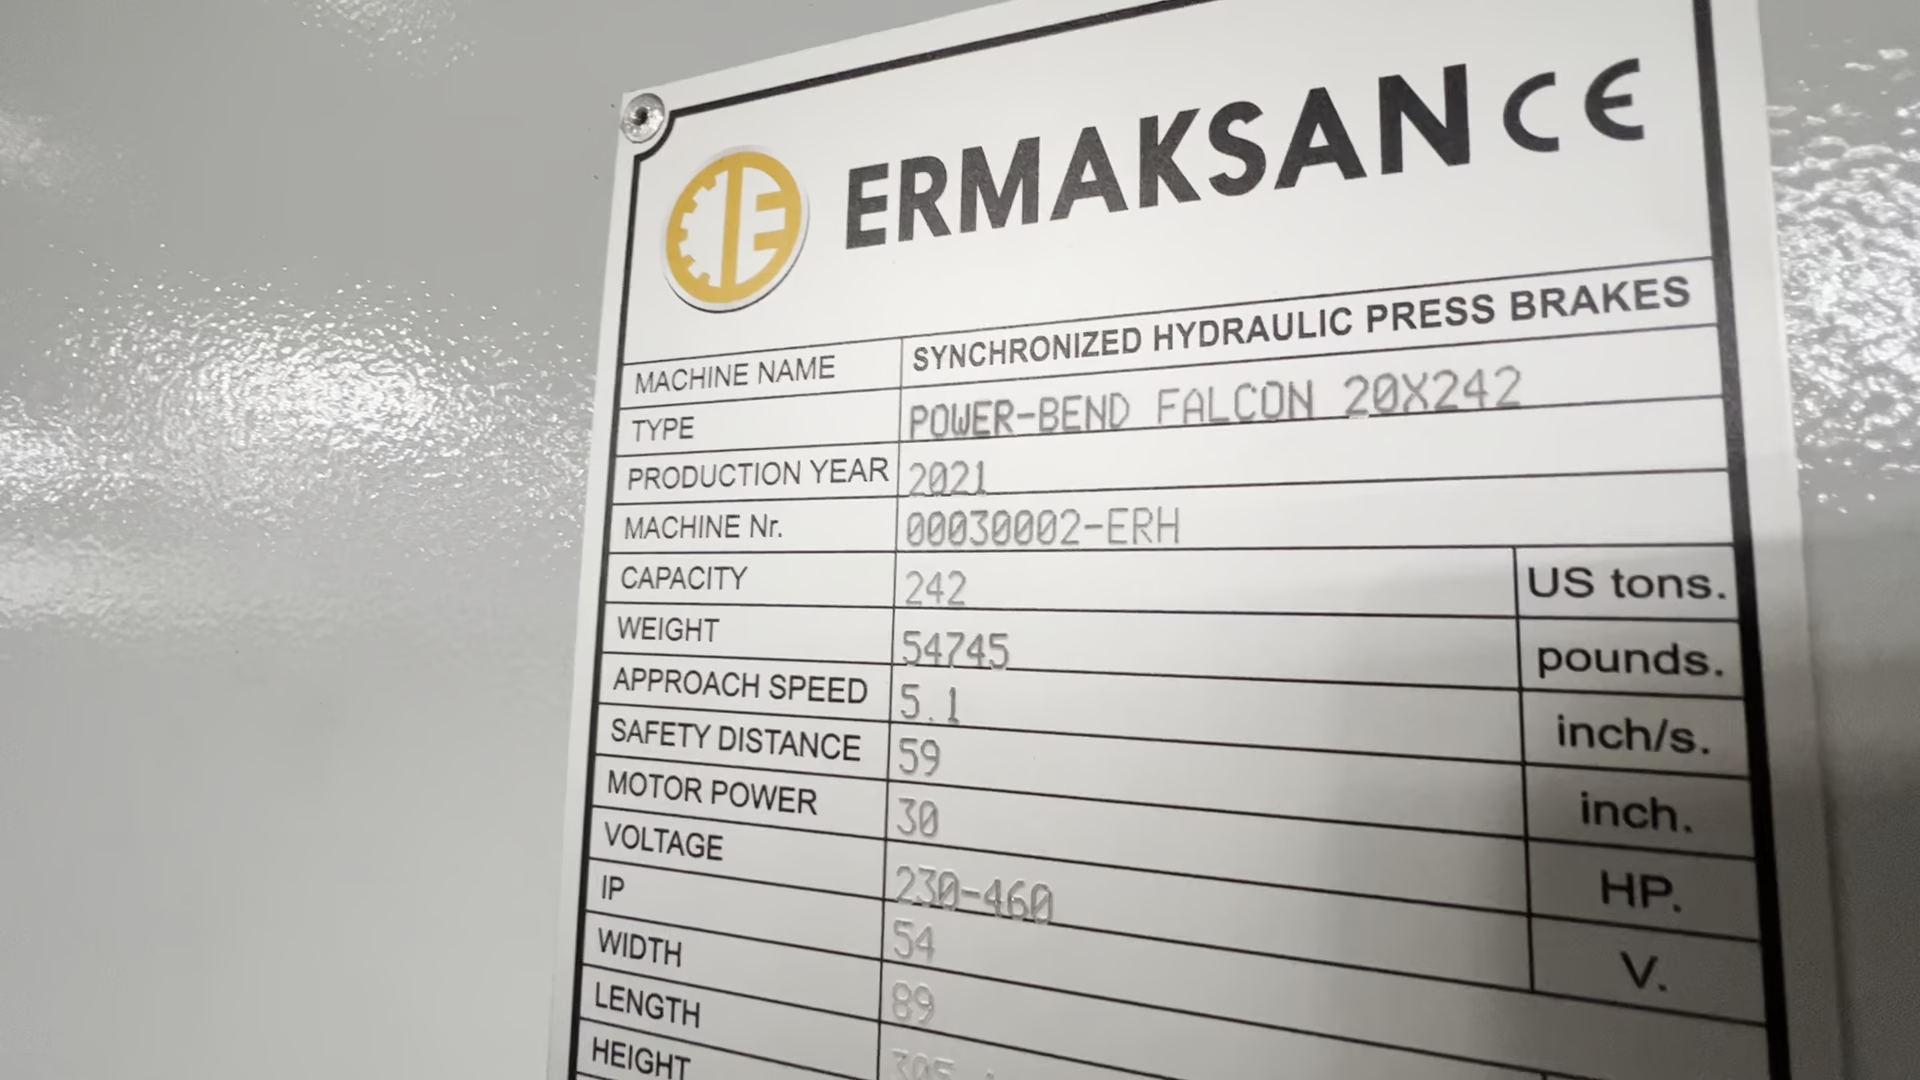 ERMAKSAN CE
MACHINE NAME SYNCHRONIZED HYDRAULIC PRESS BRAKES
TYPE POWER-BEND FALCON 20X242
PRODUCTION YEAR 2021
MACHINE Nr. 00030002-ERH
CAPACITY 242 US tons.
WEIGHT 54745 pounds.
APPROACH SPEED 5.1 inch/s.
SAFETY DISTANCE 59 inch.
MOTOR POWER 30 HP.
VOLTAGE 230-460 V.
IP 54
WIDTH 89
LENGTH
HEIGHT